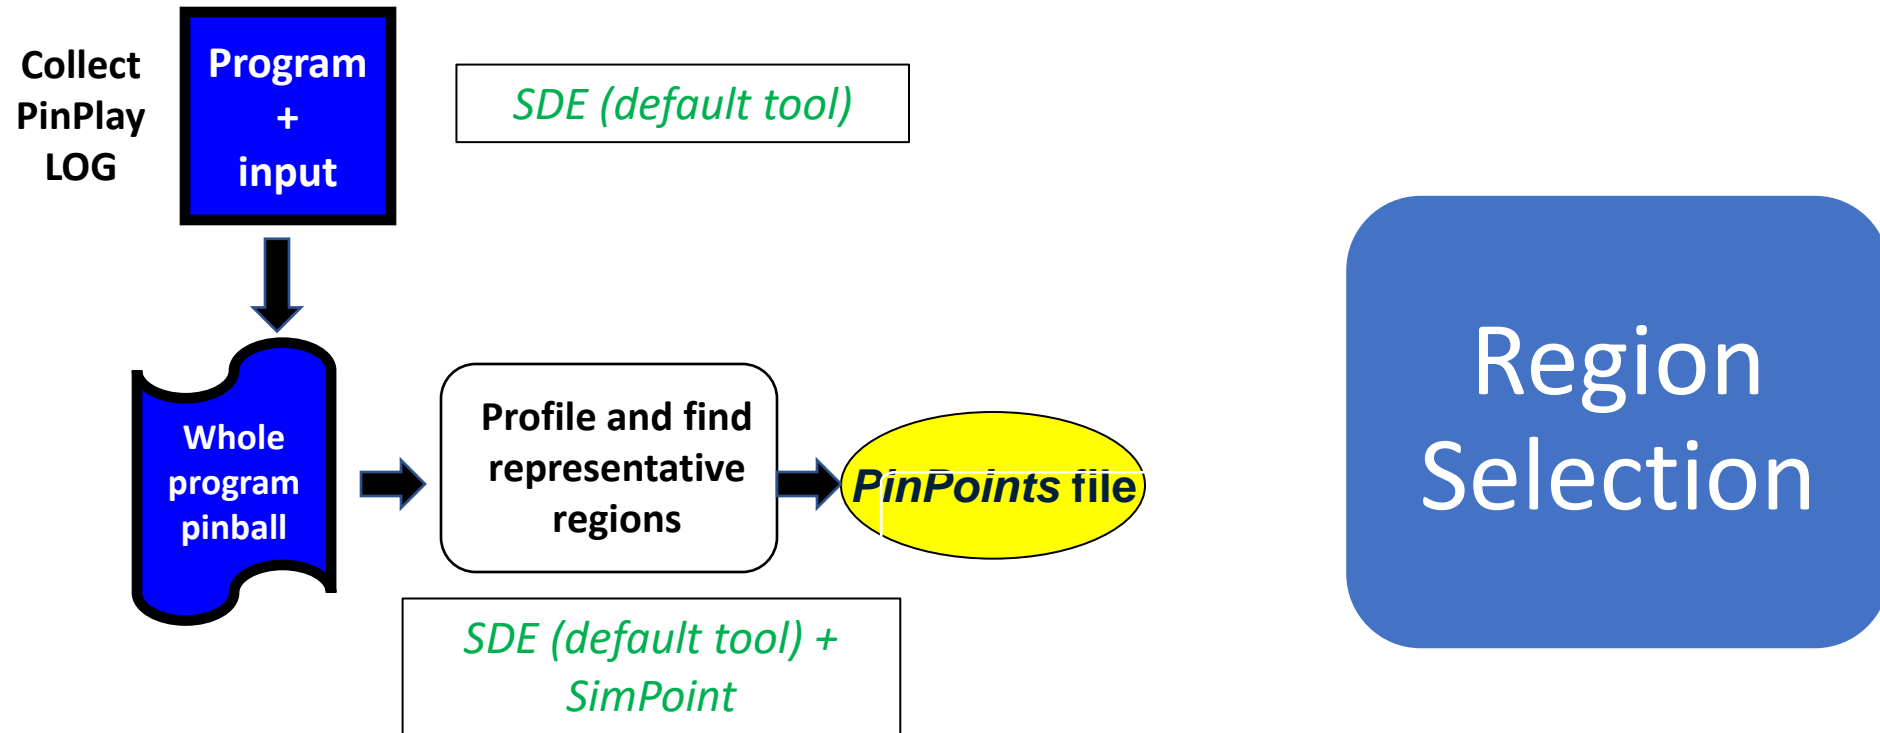 Collect
PinPlay
LOG
Program
+
input
SDE (default tool)
Whole
program
pinball
Profile and find
representative
regions
PinPoints file
SDE (default tool) +
SimPoint
Region
Selection